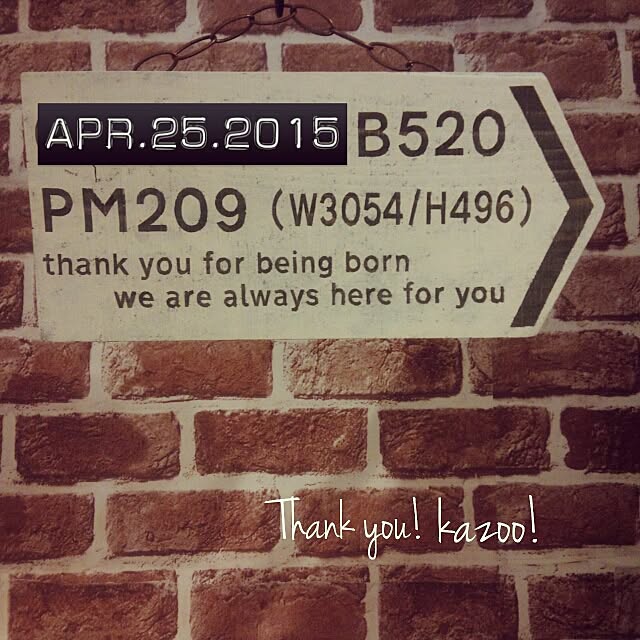 APR.25.2015 B520
PM209 (W3054/H496)
thank you for being born
we are always here for you
Thank you! kazoo!